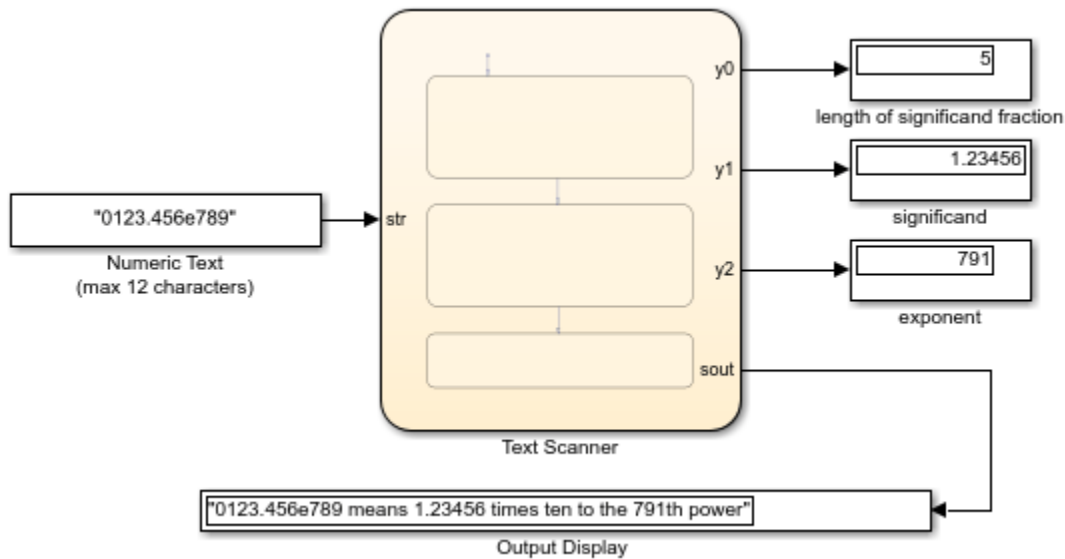 y0
5
length of significand fraction
y1
1.23456
significand
"0123.456e789"
str
Numeric Text
(max 12 characters)
y2
791
exponent
sout
Text Scanner
"0123.456e789 means 1.23456 times ten to the 791th power"
Output Display